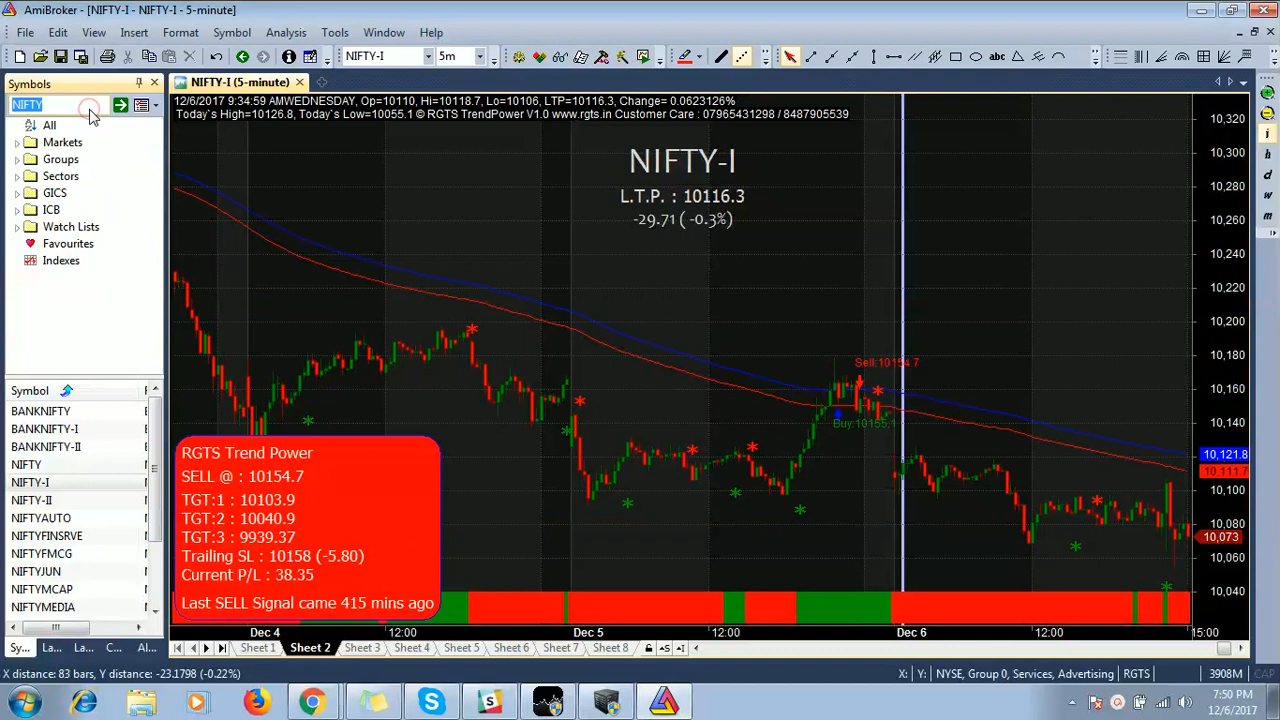 AmiBroker - [NIFTY-I - NIFTY-I - 5-minute]
File Edit View Insert Format Symbol Analysis Tools Window Help
NIFTY-I 5m
Symbols
NIFTY-I (5-minute)
NIFTY
All
Markets
Groups
Sectors
GICS
ICB
Watch Lists
Favourites
Indexes
12/6/2017 9:34:59 AMWEDNESDAY, Op=10110, Hi=10118.7, Lo=10106, LTP=10116.3, Change= 0.0623126%
Today`s High=10126.8, Today`s Low=10055.1 © RGTS TrendPower V1.0 www.rgts.in Customer Care : 07965431298 / 8487905539
NIFTY-I
L.T.P. : 10116.3
-29.71 ( -0.3%)
Sell:10154.7
Buy:10155.1
10,320
10,300
10,280
10,260
10,240
10,220
10,200
10,180
10,160
10,140
10,121.8
10,111.7
10,100
10,080
10,073
10,060
10,040
Symbol
BANKNIFTY
BANKNIFTY-I
BANKNIFTY-II
NIFTY
NIFTY-I
NIFTY-II
NIFTYAUTO
NIFTYFINSRVE
NIFTYFMCG
NIFTYJUN
NIFTYMCAP
NIFTYMEDIA
RGTS Trend Power
SELL @ : 10154.7
TGT:1 : 10103.9
TGT:2 : 10040.9
TGT:3 : 9939.37
Trailing SL : 10158 (-5.80)
Current P/L : 38.35
Last SELL Signal came 415 mins ago
Dec 4 12:00 Dec 5 12:00 Dec 6 12:00 15:00
Sy... La... La... C... Al...
Sheet 1 Sheet 2 Sheet 3 Sheet 4 Sheet 5 Sheet 6 Sheet 7 Sheet 8
X distance: 83 bars, Y distance: -23.1798 (-0.22%)
X: Y: NYSE, Group 0, Services, Advertising RGTS 3908M CAP
7:50 PM
12/6/2017